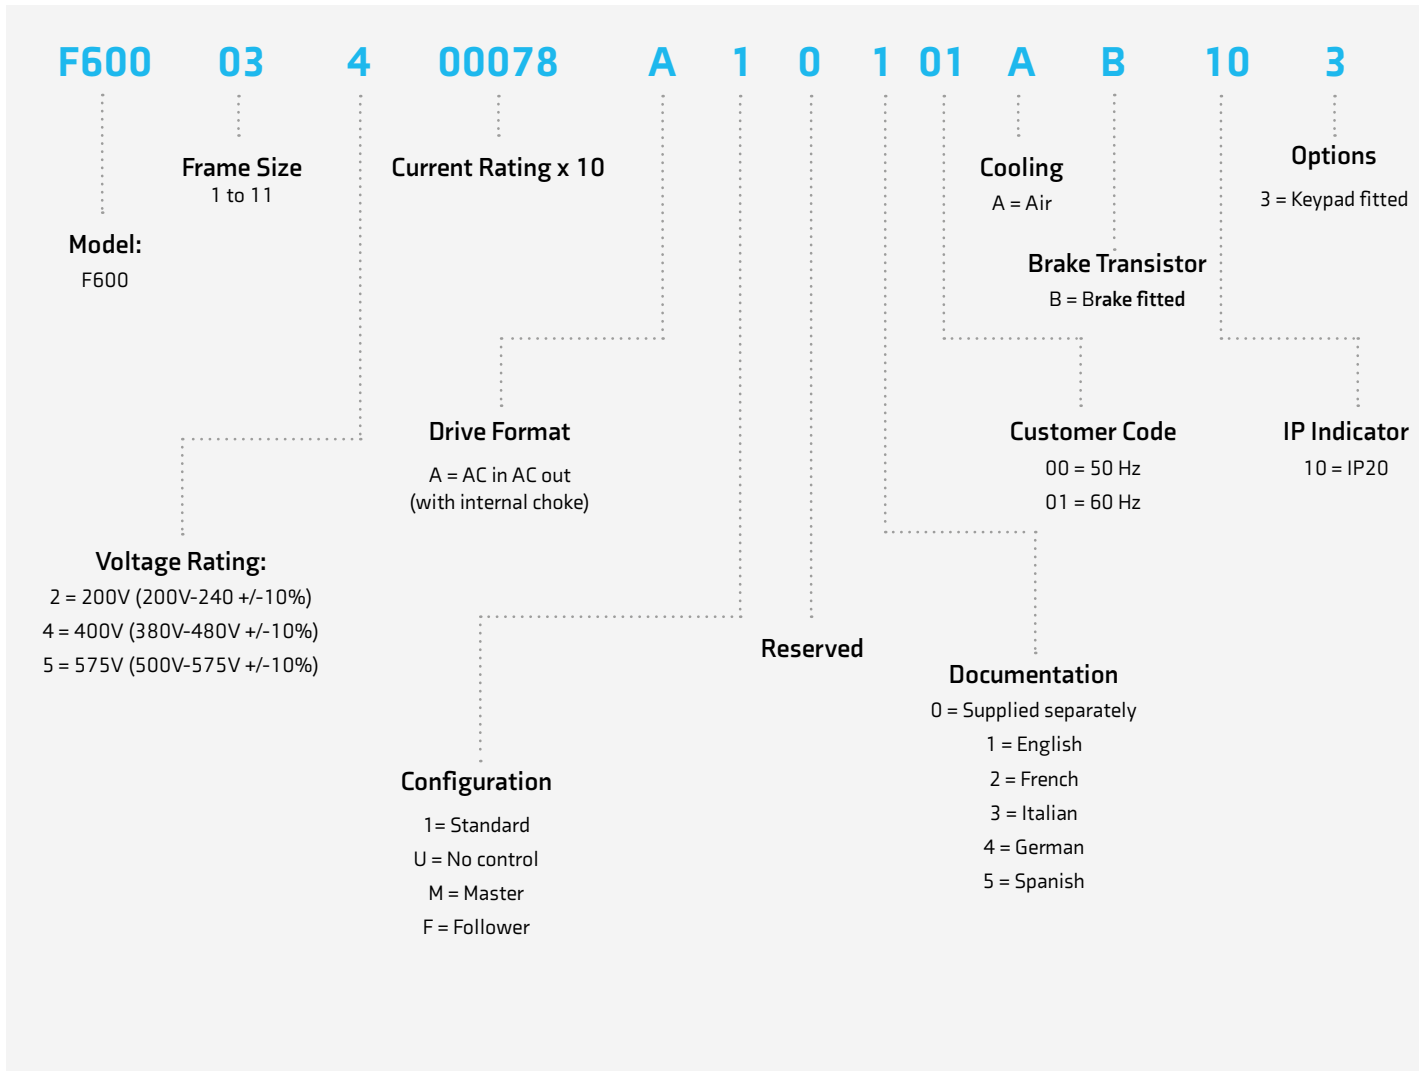 F600 03 4 00078 A 1 0 1 01 A B 10 3
Frame Size
1 to 11
Current Rating x 10
Cooling
A = Air
Options
3 = Keypad fitted
Model:
F600
Brake Transistor
B = Brake fitted
Drive Format
A = AC in AC out
(with internal choke)
Customer Code
00 = 50 Hz
01 = 60 Hz
IP Indicator
10 = IP20
Voltage Rating:
2 = 200V (200V-240 +/-10%)
4 = 400V (380V-480V +/-10%)
5 = 575V (500V-575V +/-10%)
Reserved
Documentation
0 = Supplied separately
1 = English
2 = French
3 = Italian
4 = German
5 = Spanish
Configuration
1= Standard
U = No control
M = Master
F = Follower